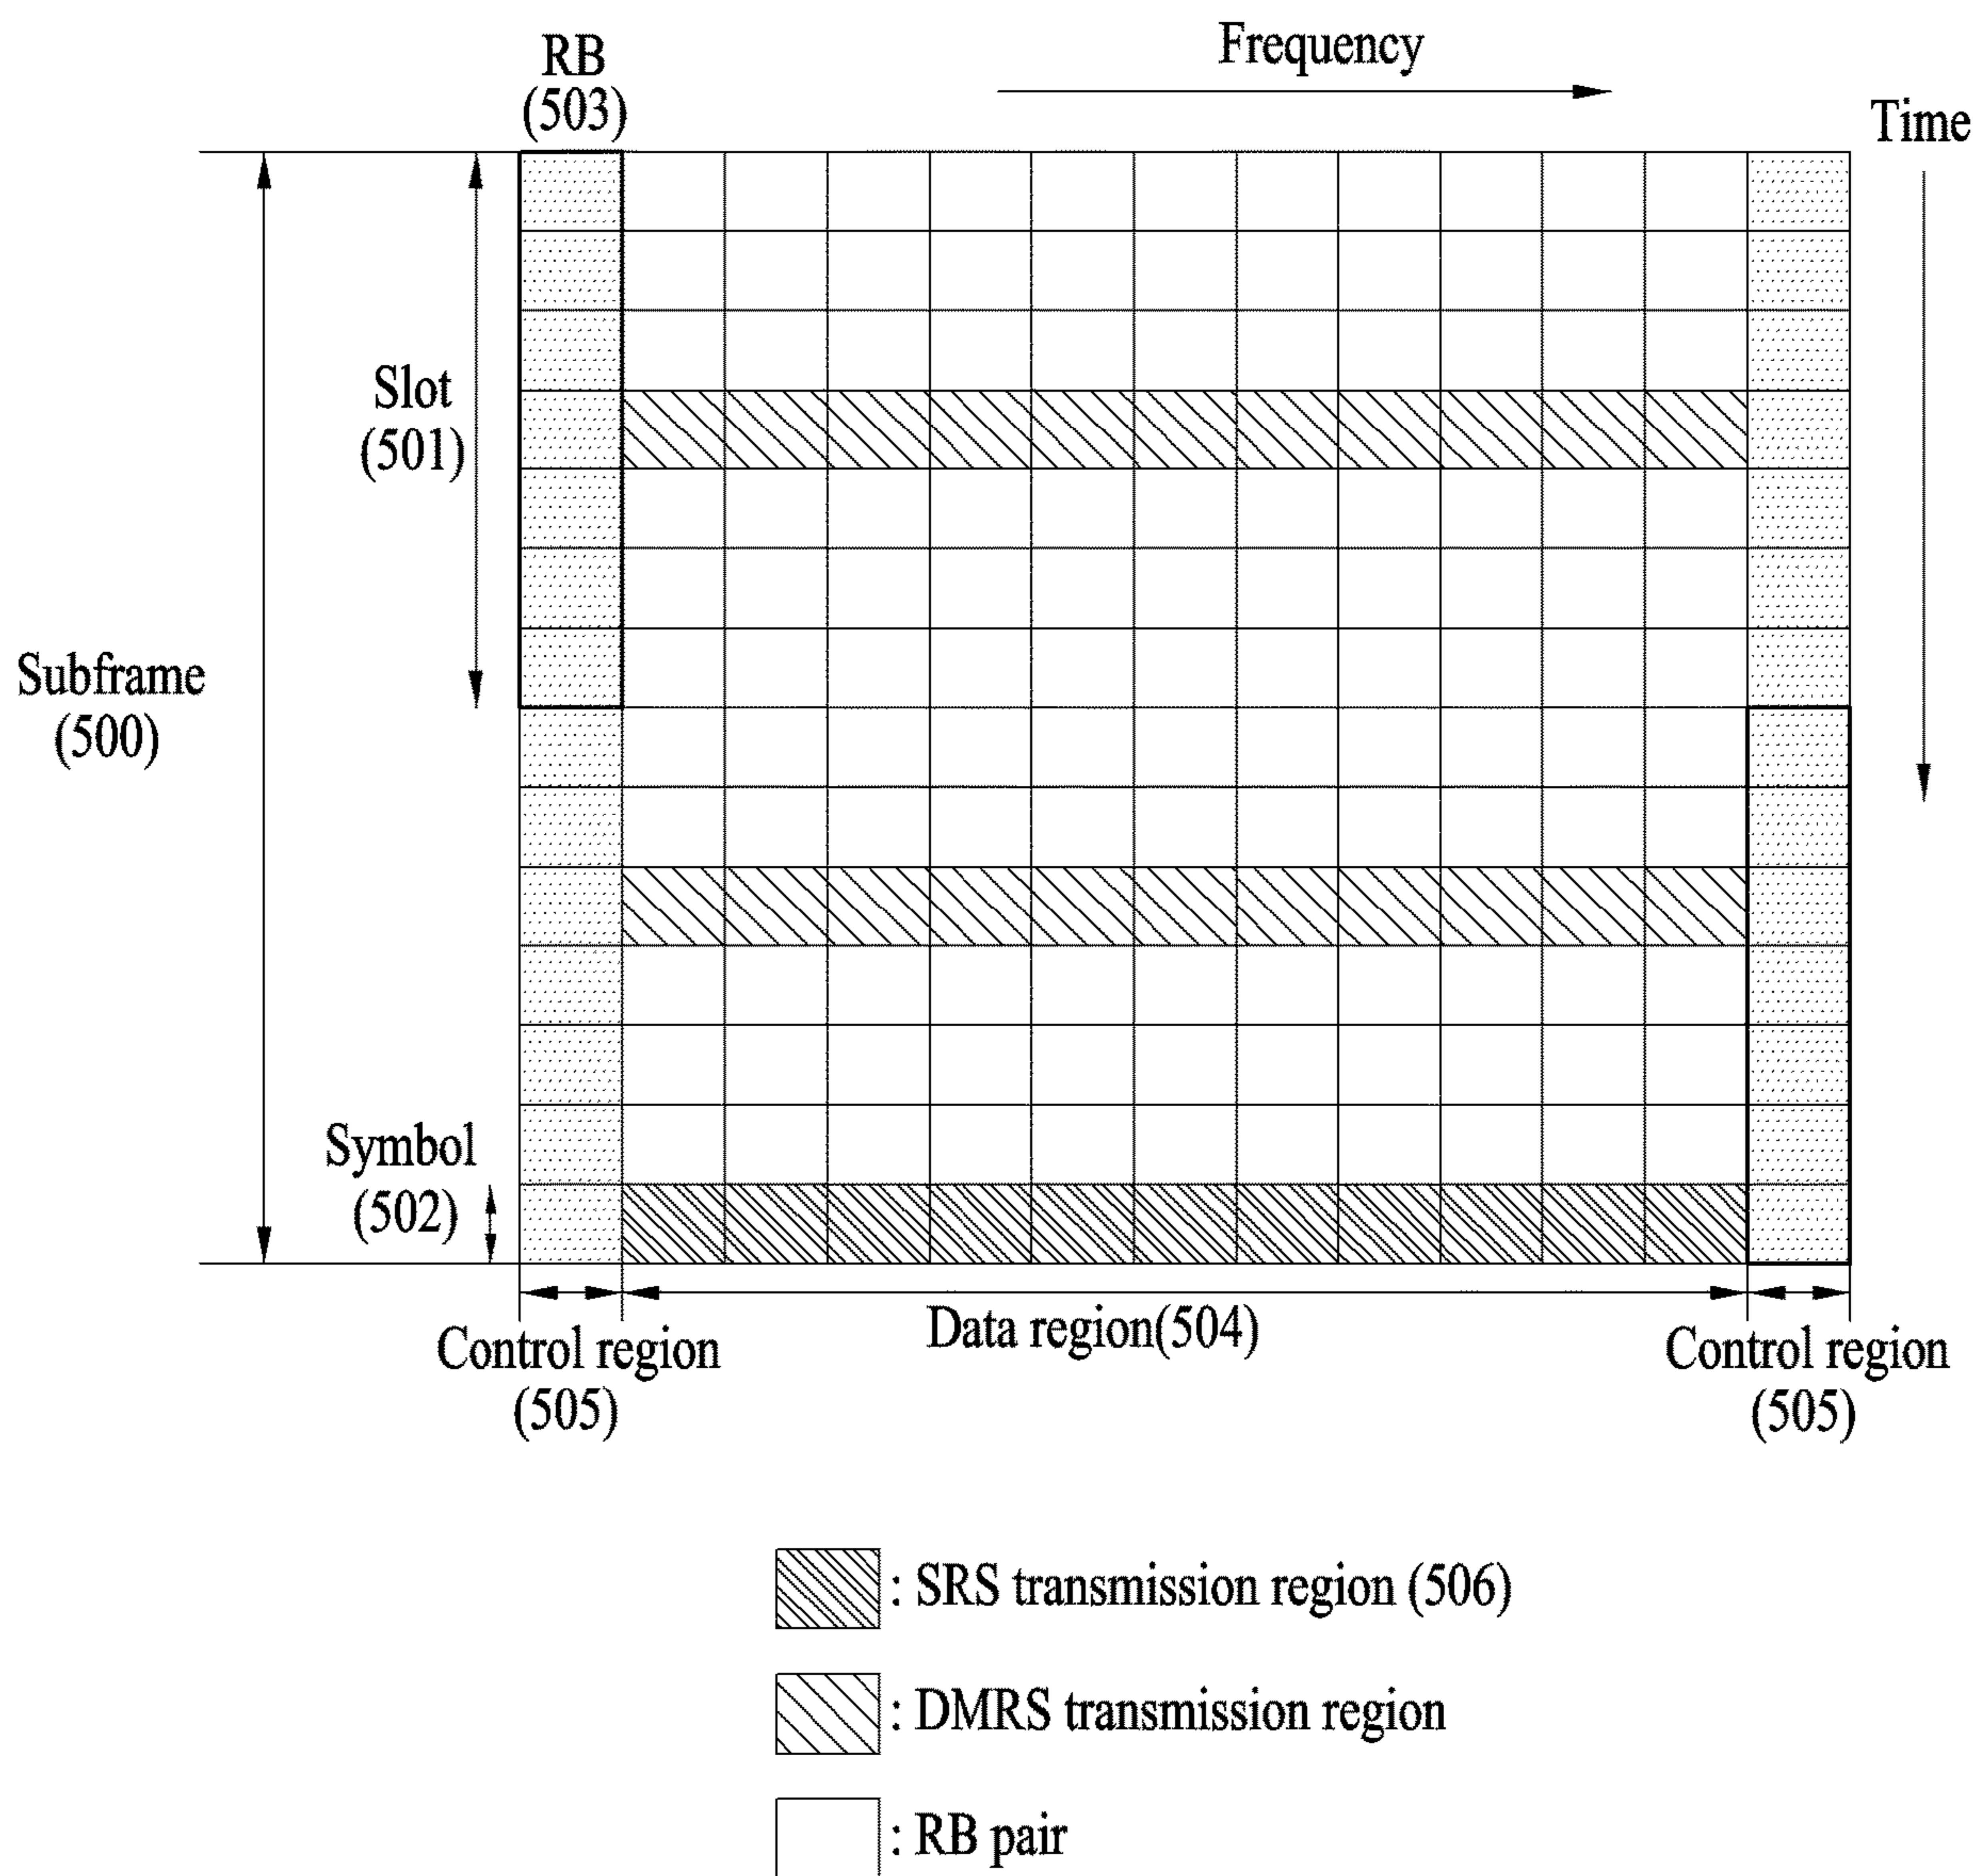 RB
(503)
Frequency
Time
Slot
(501)
Subframe
(500)
Symbol
(502)
Data region(504)
Control region
(505)
Control region
(505)
: SRS transmission region (506)
: DMRS transmission region
: RB pair